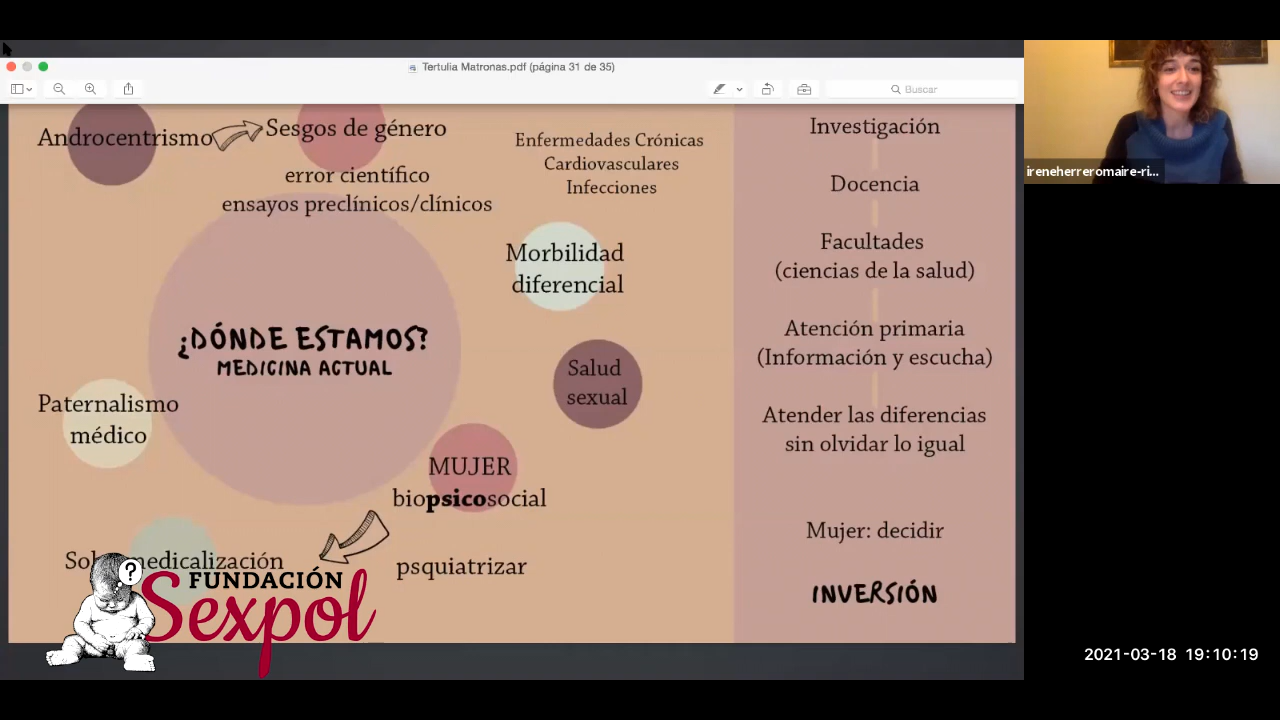 Tertulia Matronas.pdf (página 31 de 35)
Buscar
Androcentrismo
Sesgos de género
error científico
ensayos preclínicos/clínicos
Enfermedades Crónicas
Cardiovasculares
Infecciones
Morbilidad
diferencial
¿DÓNDE ESTAMOS?
MEDICINA ACTUAL
Salud
sexual
Paternalismo
médico
MUJER
biopsicosocial
psquiatrizar
?
FUNDACIÓN
Sexpol
Investigación
Docencia
Facultades
(ciencias de la salud)
Atención primaria
(Información y escucha)
Atender las diferencias
sin olvidar lo igual
Mujer: decidir
INVERSIÓN
ireneherreromaire-ri...
2021-03-18 19:10:19